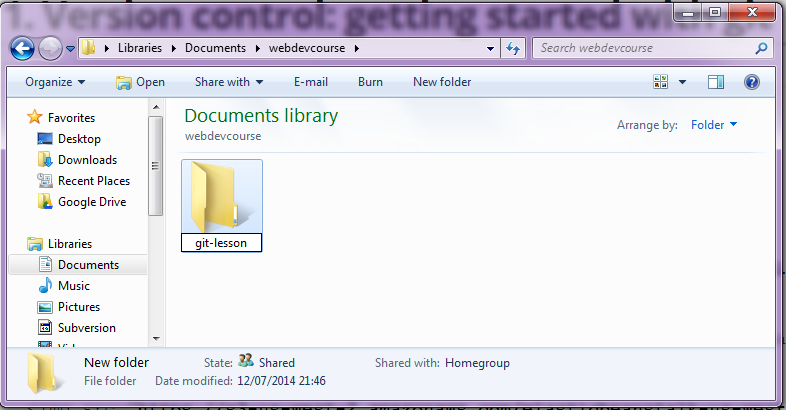 1. Version control: getting started with git
Libraries Documents webdevcourse
Search webdevcourse
Organize Open Share with E-mail Burn New folder
Favorites
Desktop
Downloads
Recent Places
Google Drive
Libraries
Documents
Music
Pictures
Subversion
Documents library
webdevcourse
Arrange by: Folder
git-lesson
New folder State: Shared Shared with: Homegroup
File folder Date modified: 12/07/2014 21:46